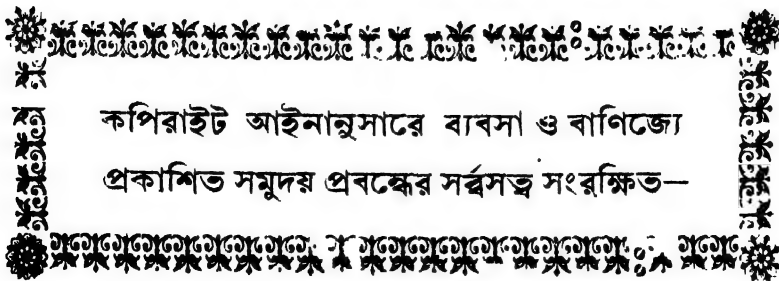 কপিরাইট আইনানুসারে ব্যবসা ও বাণিজ্যে
প্রকাশিত সমুদয় প্রবন্ধের সর্ব্বসত্ব সংরক্ষিত—